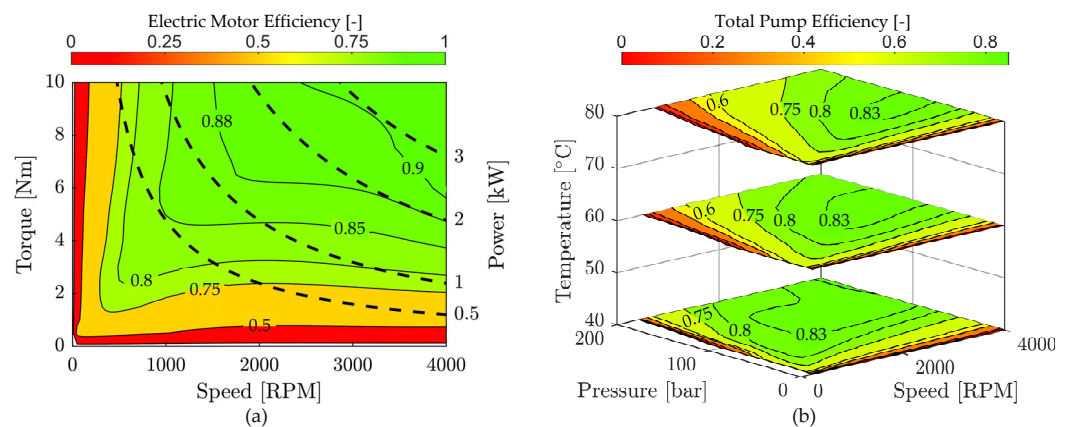 Electric Motor Efficiency [-]
0 0.25 0.5 0.75 1
10
8
6
4
2
0
Torque [Nm]
0.88
0.9
0.85
0.8
0.75
0.5
3
2
1
0.5
Power [kW]
0 1000 2000 3000 4000
Speed [RPM]
(a)
Total Pump Efficiency [-]
0 0.2 0.4 0.6 0.8
80
70
60
50
40
Temperature [°C]
0.6 0.75 0.8 0.83
0.6 0.75 0.8 0.83
0.75 0.8 0.83
200 100 0
Pressure [bar]
0 2000 4000
Speed [RPM]
(b)